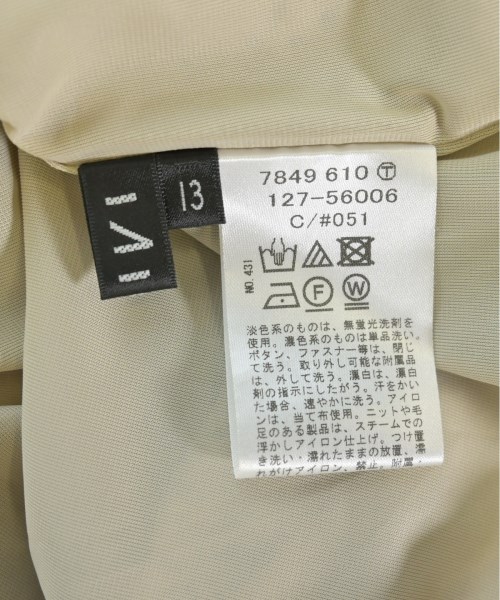 13
7849 610 Ⓣ
127-56006
C/#051
NO. 431
F
W
淡色系のものは、無蛍光洗剤を
使用。濃色系のものは単品洗い。
ボタン、ファスナー等は、閉じ
て洗う。取り外し可能な附属品
は、外して洗う。漂白は、漂白
剤の指示にしたがう。汗をかい
た場合、速やかに洗う。アイロ
ンは、当て布使用。ニットや毛
足のある製品は、スチームでの
浮かしアイロン仕上げ。つけ置
き洗い・濡れたままの放置、濡
れがけアイロン、禁止。附属